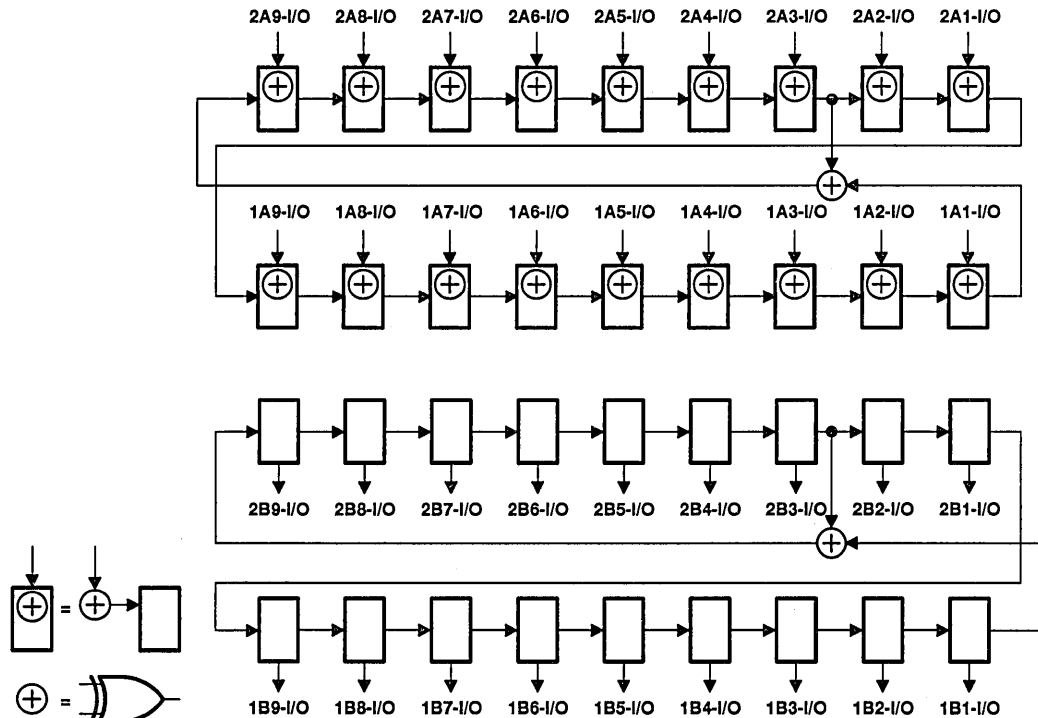 2A9-I/O 2A8-I/O 2A7-I/O 2A6-I/O 2A5-I/O 2A4-I/O 2A3-I/O 2A2-I/O 2A1-I/O
1A9-I/O 1A8-I/O 1A7-I/O 1A6-I/O 1A5-I/O 1A4-I/O 1A3-I/O 1A2-I/O 1A1-I/O
2B9-I/O 2B8-I/O 2B7-I/O 2B6-I/O 2B5-I/O 2B4-I/O 2B3-I/O 2B2-I/O 2B1-I/O
=
=
1B9-I/O 1B8-I/O 1B7-I/O 1B6-I/O 1B5-I/O 1B4-I/O 1B3-I/O 1B2-I/O 1B1-I/O